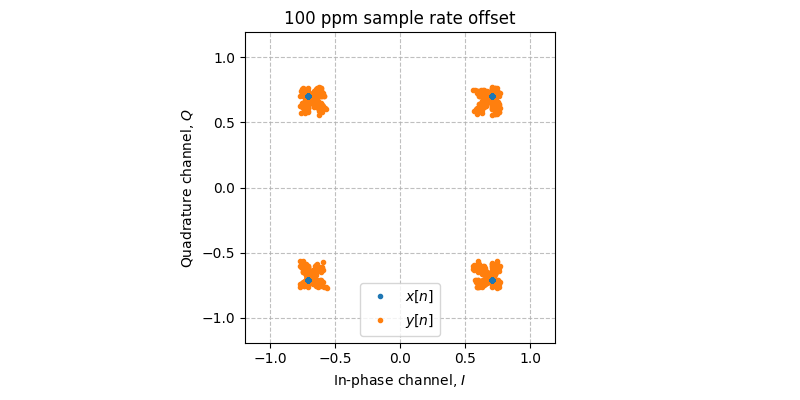 100 ppm sample rate offset
Quadrature channel, Q
1.0
0.5
0.0
−0.5
−1.0
x[n]
y[n]
−1.0 −0.5 0.0 0.5 1.0
In-phase channel, I